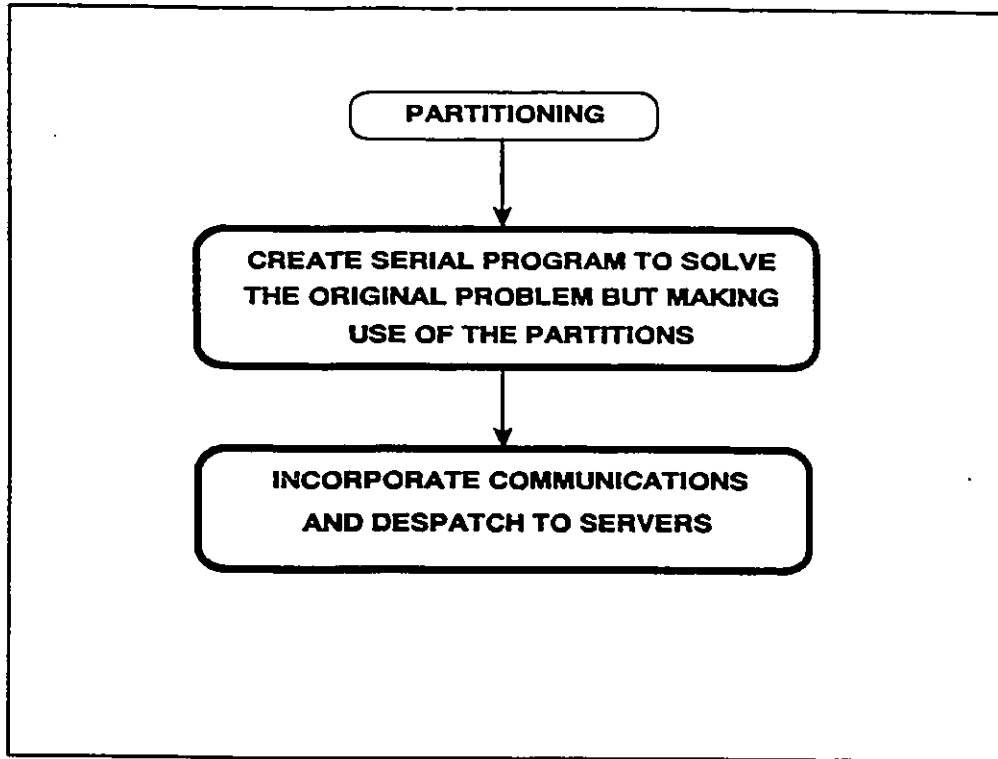 PARTITIONING
CREATE SERIAL PROGRAM TO SOLVE
THE ORIGINAL PROBLEM BUT MAKING
USE OF THE PARTITIONS
INCORPORATE COMMUNICATIONS
AND DESPATCH TO SERVERS